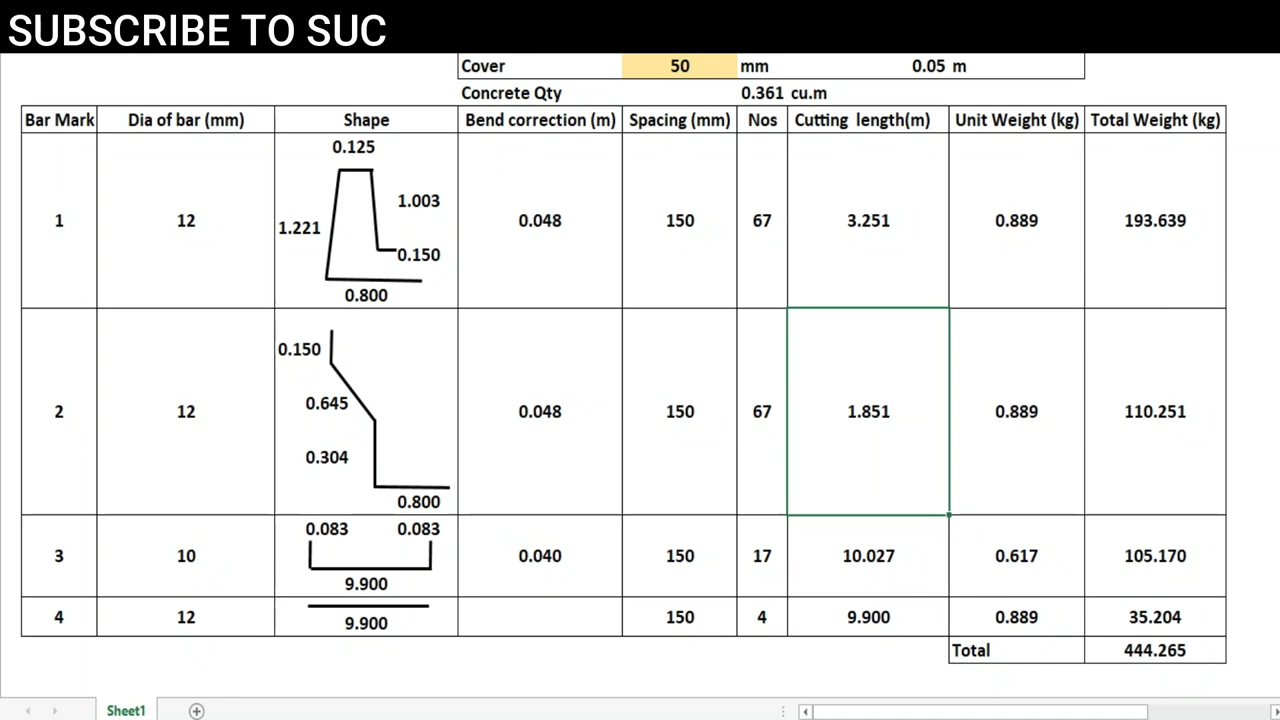 SUBSCRIBE TO SUC
Cover 50 mm 0.05 m
Concrete Qty 0.361 cu.m
Bar Mark Dia of bar (mm) Shape Bend correction (m) Spacing (mm) Nos Cutting length(m) Unit Weight (kg) Total Weight (kg)
0.125
1.003
1 12 1.221 0.048 150 67 3.251 0.889 193.639
0.150
0.800
0.150
0.645
2 12 0.048 150 67 1.851 0.889 110.251
0.304
0.800
0.083 0.083
3 10 0.040 150 17 10.027 0.617 105.170
9.900
4 12 9.900 150 4 9.900 0.889 35.204
Total 444.265
Sheet1